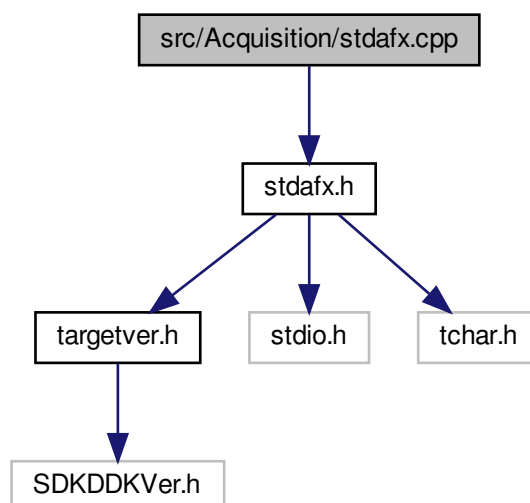 src/Acquisition/stdafx.cpp
stdafx.h
targetver.h
stdio.h
tchar.h
SDKDDKVer.h